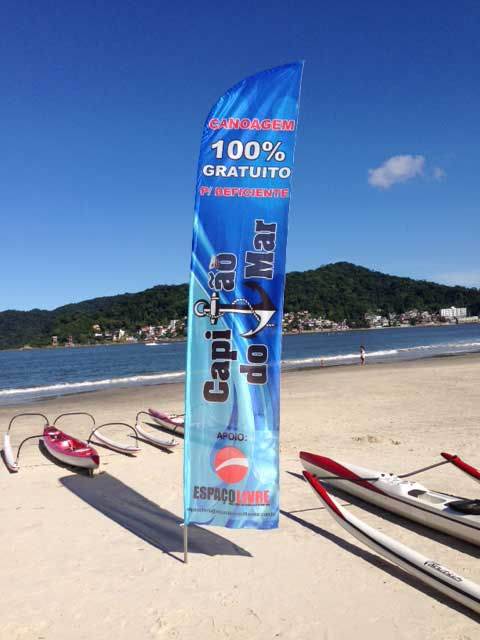 CANOAGEM
100%
GRATUITO
P/ DEFICIENTE
Capitão
do Mar
APOIO:
ESPAÇO LIVRE